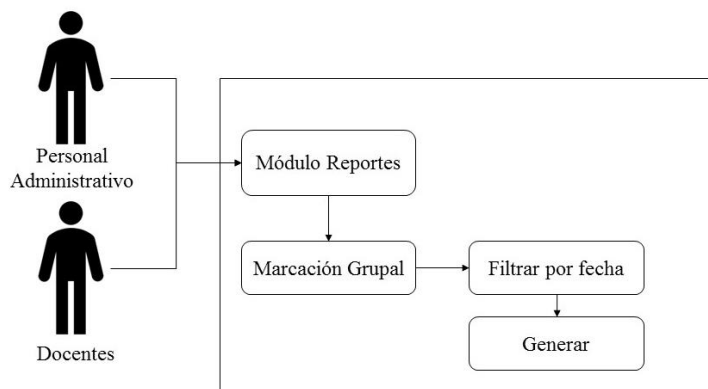 Personal
Administrativo
Docentes
Módulo Reportes
Marcación Grupal
Filtrar por fecha
Generar